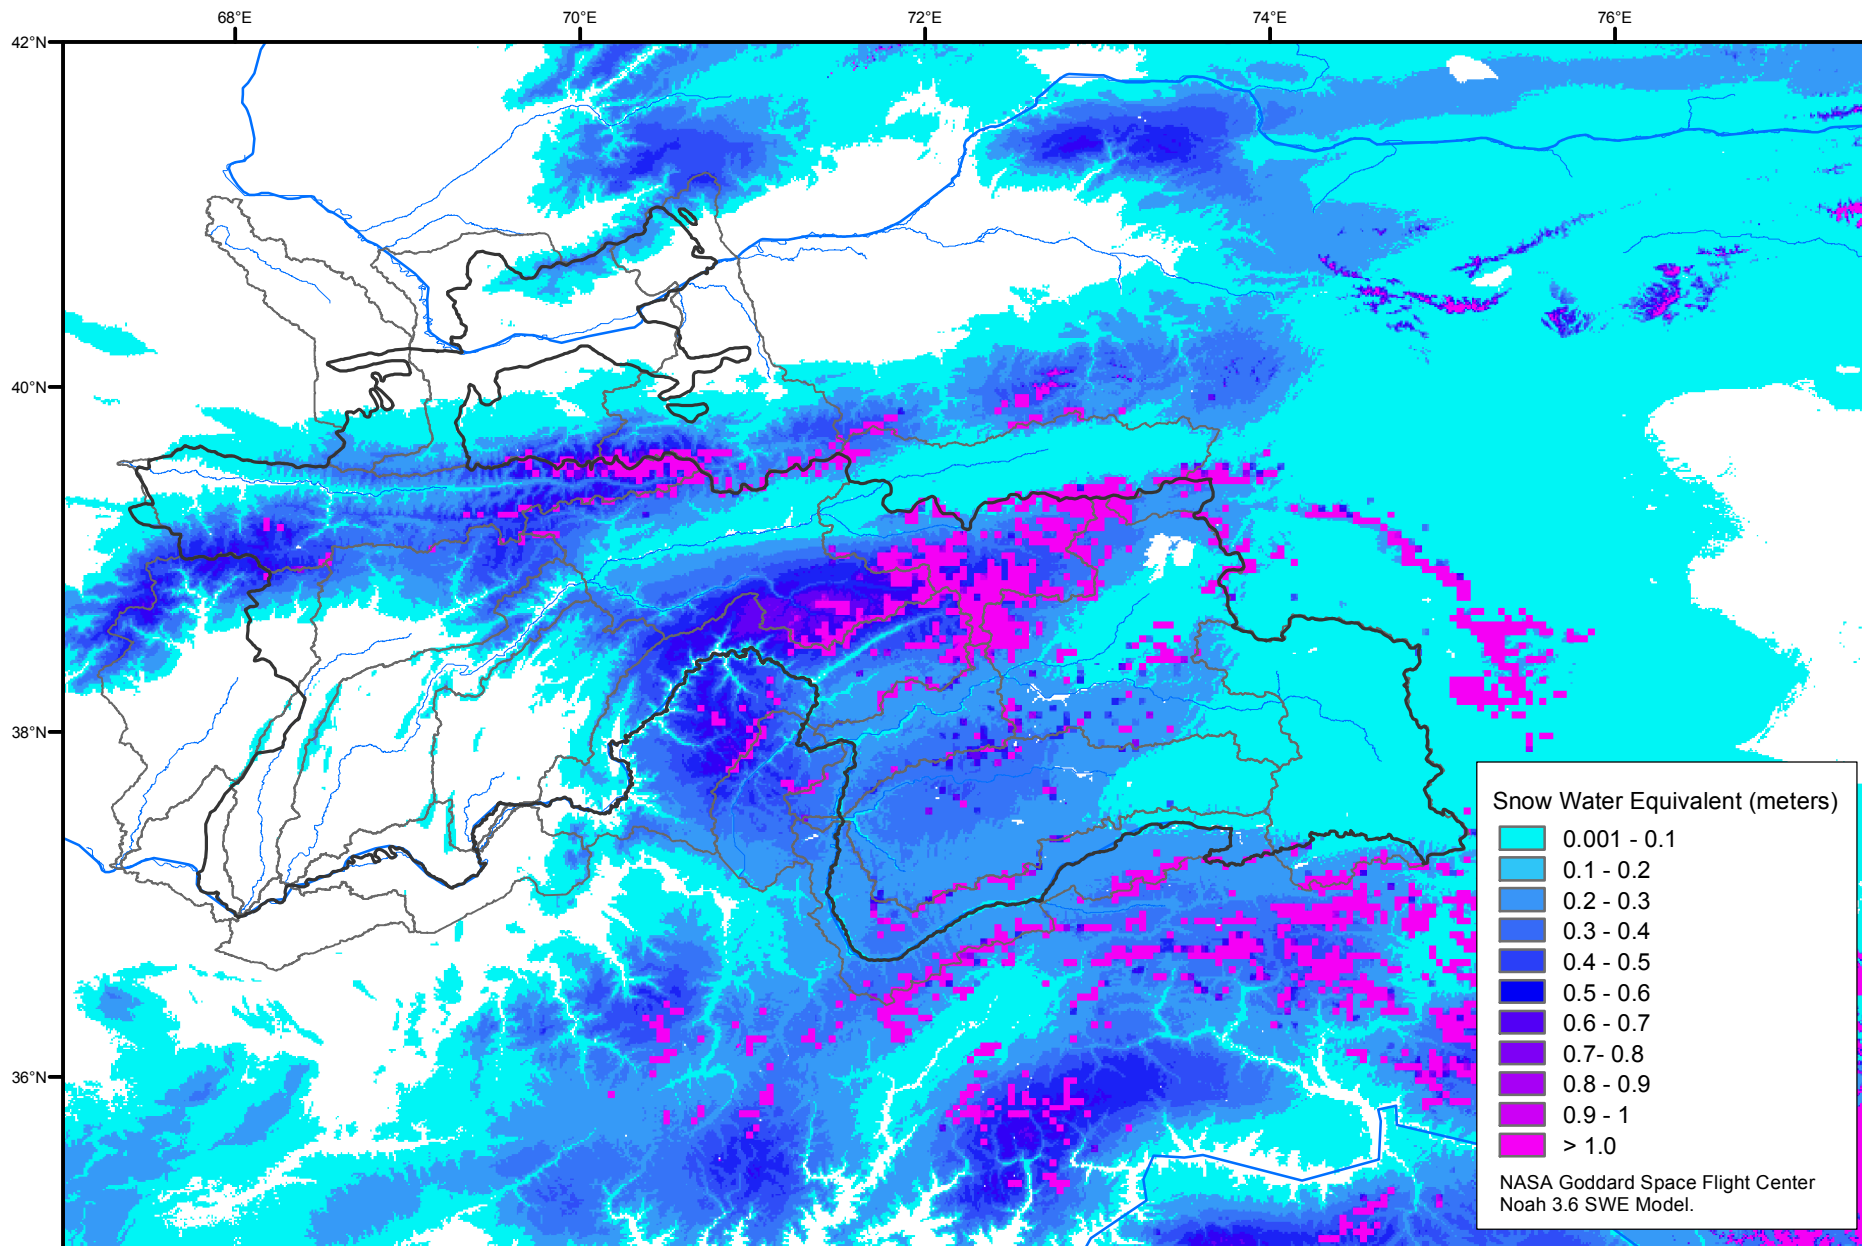 68°E 70°E 72°E 74°E 76°E
42°N
40°N
38°N
36°N
Snow Water Equivalent (meters)
0.001 - 0.1
0.1 - 0.2
0.2 - 0.3
0.3 - 0.4
0.4 - 0.5
0.5 - 0.6
0.6 - 0.7
0.7- 0.8
0.8 - 0.9
0.9 - 1
> 1.0
NASA Goddard Space Flight Center
Noah 3.6 SWE Model.